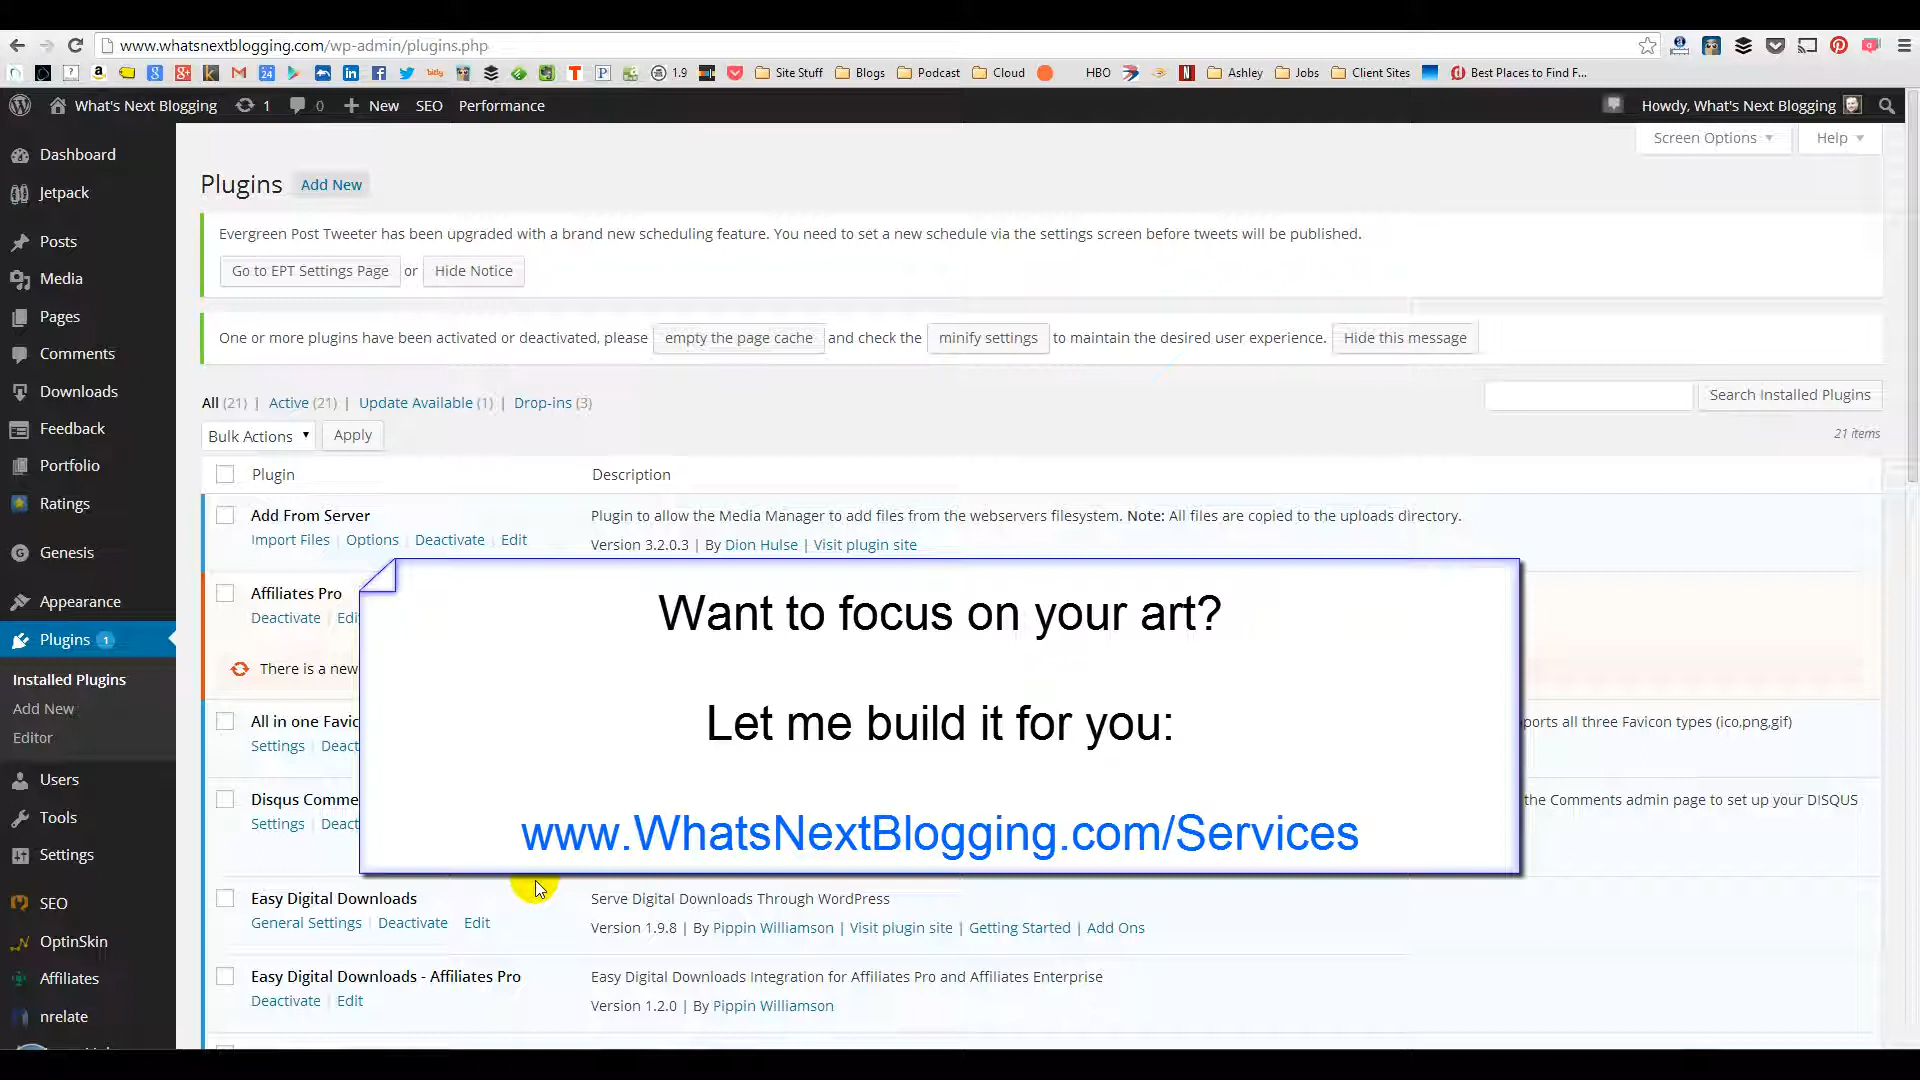 www.whatsnextblogging.com/wp-admin/plugins.php
24 bitly 1.9 Site Stuff Blogs Podcast Cloud HBO Ashley Jobs Client Sites Best Places to Find F...
What's Next Blogging 1 0 New SEO Performance Howdy, What's Next Blogging
Screen Options Help
Dashboard
Jetpack
Posts
Media
Pages
Comments
Downloads
Feedback
Portfolio
Ratings
Genesis
Appearance
Plugins 1
Installed Plugins
Add New
Editor
Users
Tools
Settings
SEO
OptinSkin
Affiliates
nrelate
Plugins Add New
Evergreen Post Tweeter has been upgraded with a brand new scheduling feature. You need to set a new schedule via the settings screen before tweets will be published.
Go to EPT Settings Page or Hide Notice
One or more plugins have been activated or deactivated, please empty the page cache and check the minify settings to maintain the desired user experience. Hide this message
All (21) | Active (21) | Update Available (1) | Drop-ins (3)
Search Installed Plugins
Bulk Actions Apply
21 items
Plugin Description
Add From Server Plugin to allow the Media Manager to add files from the webservers filesystem. Note: All files are copied to the uploads directory.
Import Files | Options | Deactivate | Edit Version 3.2.0.3 | By Dion Hulse | Visit plugin site
Affiliates Pro
Deactivate |
There is a new
All in one
ports all three Favicon types (ico,png,gif)
Settings |
Disqus
the Comments admin page to set up your DISQUS
Settings |
Want to focus on your art?
Let me build it for you:
www.WhatsNextBlogging.com/Services
Easy Digital Downloads Serve Digital Downloads Through WordPress
General Settings | Deactivate | Edit Version 1.9.8 | By Pippin Williamson | Visit plugin site | Getting Started | Add Ons
Easy Digital Downloads - Affiliates Pro Easy Digital Downloads Integration for Affiliates Pro and Affiliates Enterprise
Deactivate | Edit Version 1.2.0 | By Pippin Williamson